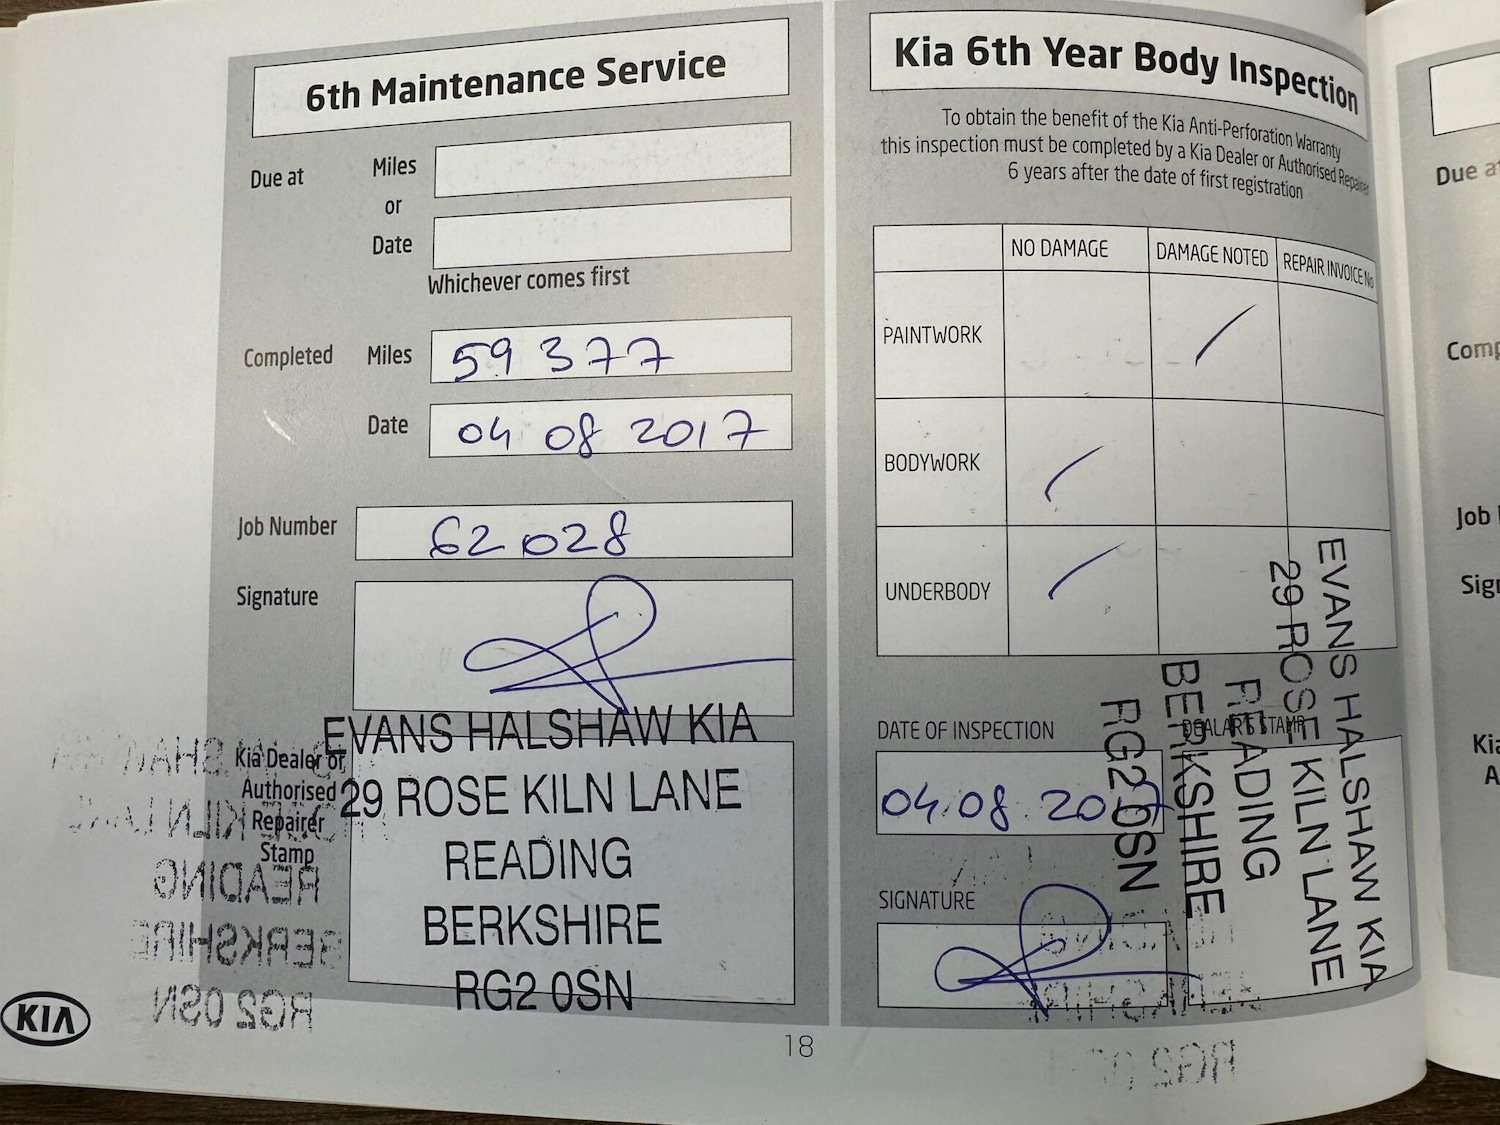 6th Maintenance Service
Due at
Miles
or
Date
Whichever comes first
Completed
Miles
59 377
Date
04 08 2017
Job Number
62028
Signature
Kia Dealer or
Authorised
Repairer
Stamp
EVANS HALSHAW KIA
29 ROSE KILN LANE
READING
BERKSHIRE
RG2 0SN
KIA
18
Kia 6th Year Body Inspection
To obtain the benefit of the Kia Anti-Perforation Warranty
this inspection must be completed by a Kia Dealer or Authorised Repairer
6 years after the date of first registration
NO DAMAGE
DAMAGE NOTED
REPAIR INVOICE No
PAINTWORK
BODYWORK
UNDERBODY
DATE OF INSPECTION
04.08.2017
SIGNATURE
EVANS HALSHAW KIA
29 ROSE KILN LANE
READING
BERKSHIRE
RG2 0SN
Due at
Job